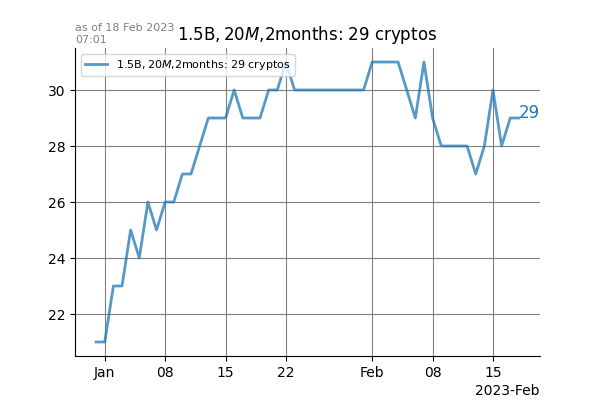 as of 18 Feb 2023
07:01
1.5B, 20M,2months: 29 cryptos
1.5B, 20M,2months: 29 cryptos
30
28
26
24
22
29
Jan 08 15 22 Feb 08 15
2023-Feb